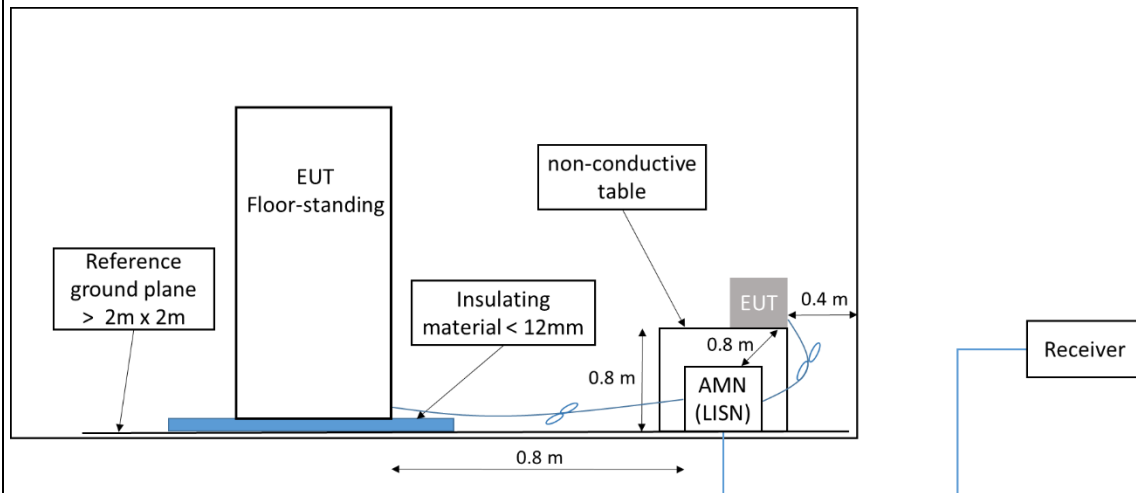 EUT
Floor-standing
non-conductive
table
Reference
ground plane
> 2m x 2m
Insulating
material < 12mm
EUT
0.4 m
0.8 m
0.8 m
AMN
(LISN)
Receiver
0.8 m